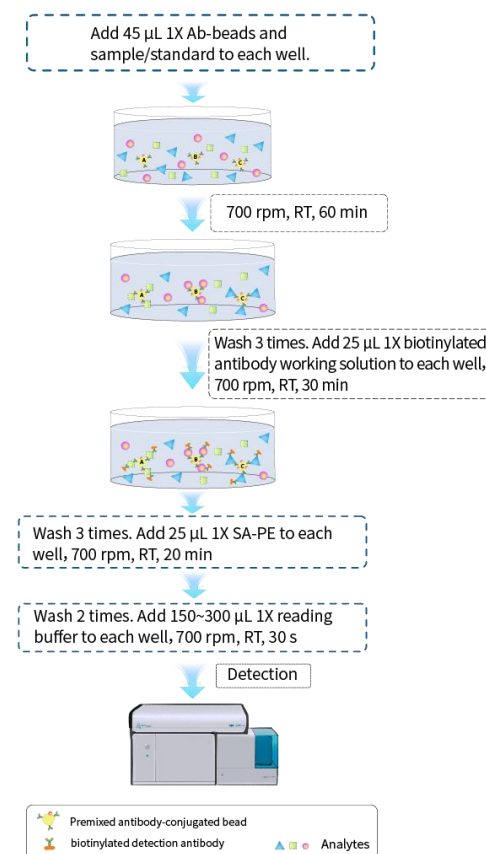 Add 45 μL 1X Ab-beads and
sample/standard to each well.
A
B
C
700 rpm, RT, 60 min
A
B
C
Wash 3 times. Add 25 μL 1X biotinylated
antibody working solution to each well,
700 rpm, RT, 30 min
A
B
C
Wash 3 times. Add 25 μL 1X SA-PE to each
well, 700 rpm, RT, 20 min
Wash 2 times. Add 150~300 μL 1X reading
buffer to each well, 700 rpm, RT, 30 s
Detection
Premixed antibody-conjugated bead
biotinylated detection antibody
Analytes